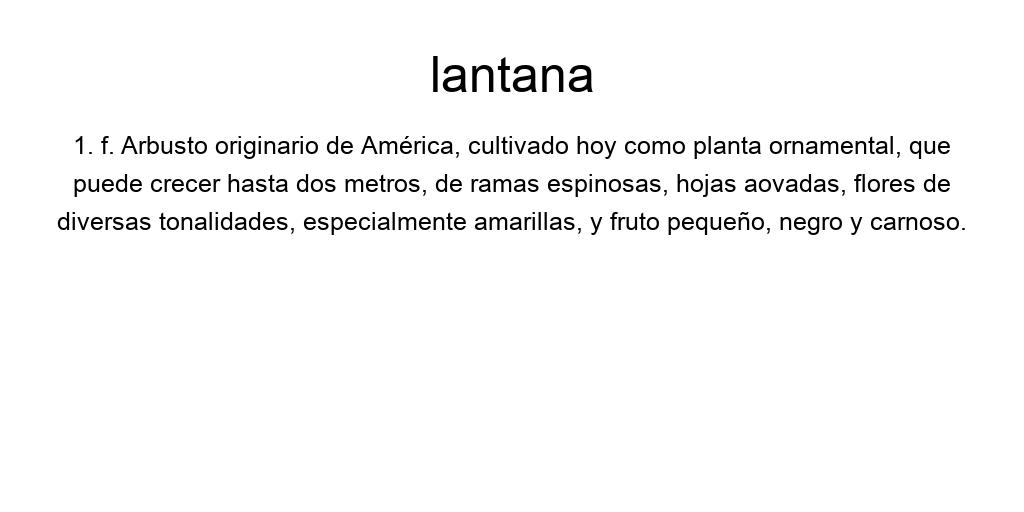 lantana
1. f. Arbusto originario de América, cultivado hoy como planta ornamental, que
puede crecer hasta dos metros, de ramas espinosas, hojas aovadas, flores de
diversas tonalidades, especialmente amarillas, y fruto pequeño, negro y carnoso.